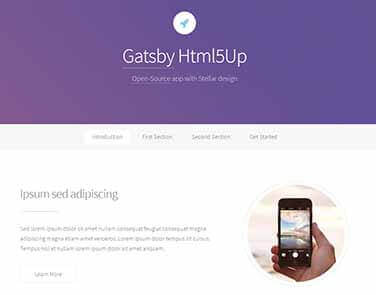 Gatsby Html5Up
Open-Source app with Stellar design
Introduction First Section Second Section Get Started
Ipsum sed adipiscing
Sed lorem ipsum dolor sit amet nullam consequat feugiat consequat magna
adipiscing magna etiam amet veroeros. Lorem ipsum dolor tempus sit cursus.
Tempus nisl et nullam lorem ipsum dolor sit amet aliquam.
Learn More